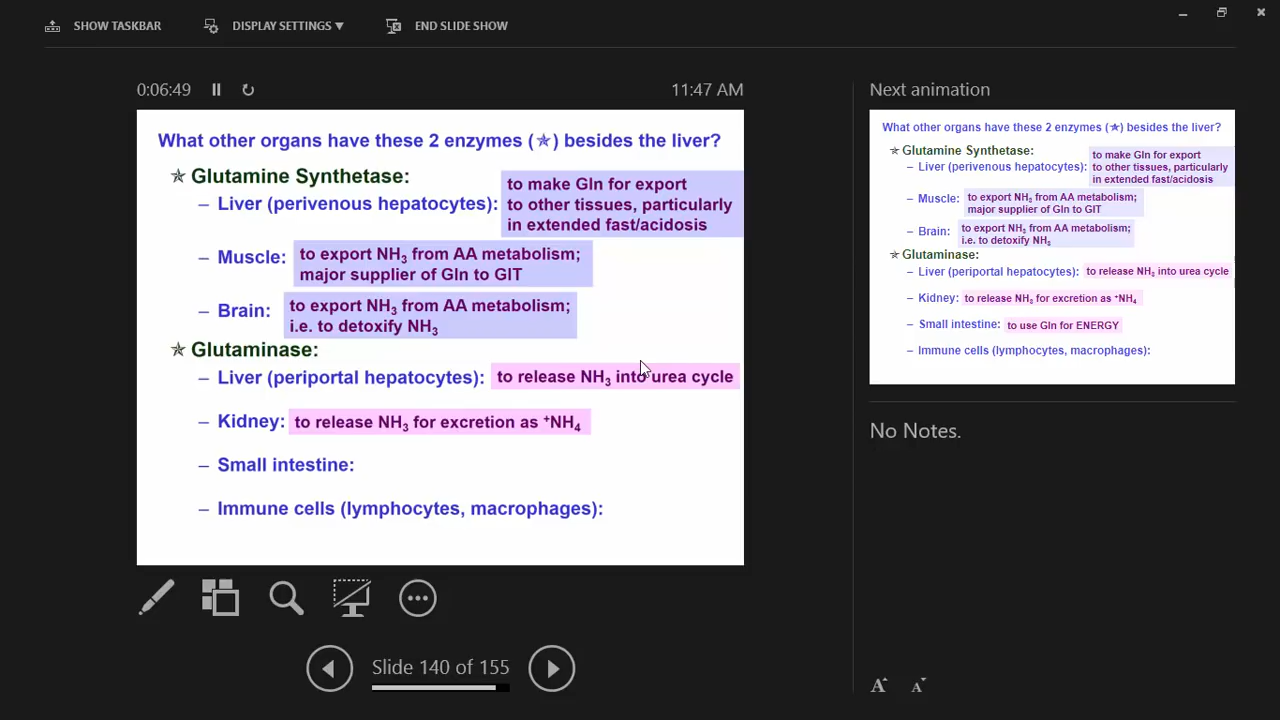 SHOW TASKBAR
DISPLAY SETTINGS ▼
END SLIDE SHOW
0:06:49
11:47 AM
What other organs have these 2 enzymes (✯) besides the liver?
✯ Glutamine Synthetase:
– Liver (perivenous hepatocytes):
to make Gln for export
to other tissues, particularly
in extended fast/acidosis
– Muscle:
to export NH₃ from AA metabolism;
major supplier of Gln to GIT
– Brain:
to export NH₃ from AA metabolism;
i.e. to detoxify NH₃
✯ Glutaminase:
– Liver (periportal hepatocytes): to release NH₃ into urea cycle
– Kidney: to release NH₃ for excretion as ⁺NH₄
– Small intestine:
– Immune cells (lymphocytes, macrophages):
Slide 140 of 155
Next animation
What other organs have these 2 enzymes (✯) besides the liver?
✯ Glutamine Synthetase:
– Liver (perivenous hepatocytes):
to make Gln for export
to other tissues, particularly
in extended fast/acidosis
– Muscle:
to export NH₃ from AA metabolism;
major supplier of Gln to GIT
– Brain:
to export NH₃ from AA metabolism;
i.e. to detoxify NH₃
✯ Glutaminase:
– Liver (periportal hepatocytes): to release NH₃ into urea cycle
– Kidney: to release NH₃ for excretion as ⁺NH₄
– Small intestine: to use Gln for ENERGY
– Immune cells (lymphocytes, macrophages):
No Notes.
A A